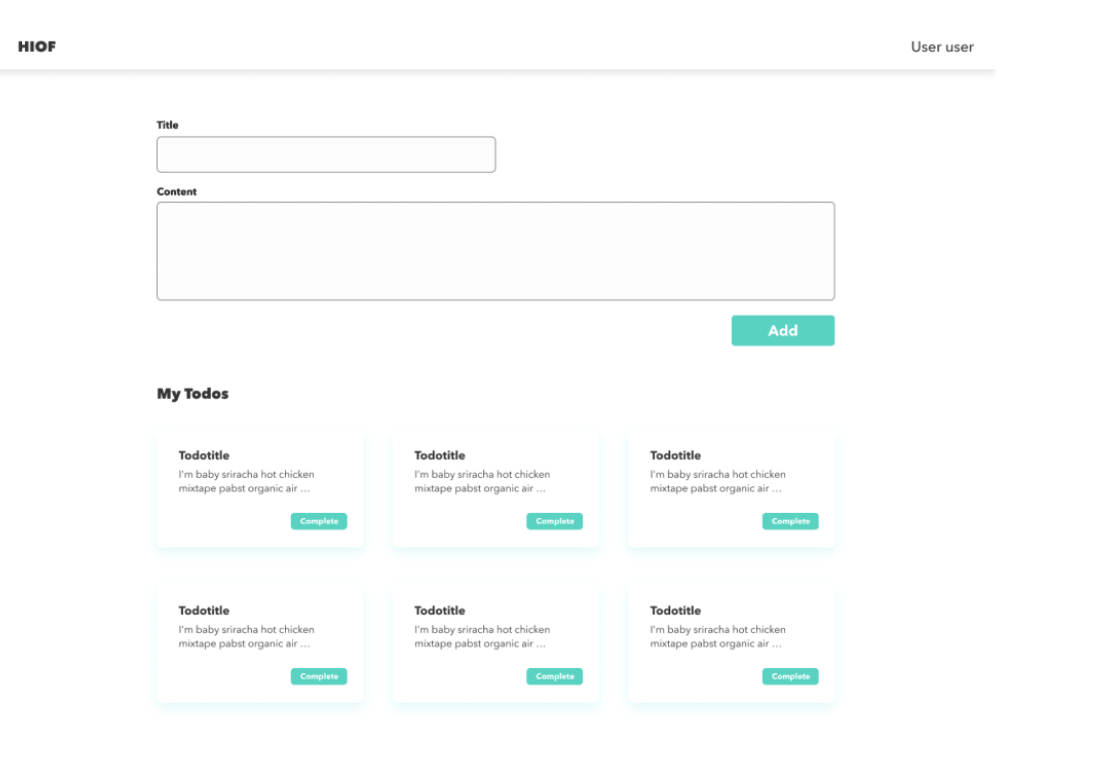 HIOF
User user
Title
Content
Add
My Todos
Todotitle
I'm baby sriracha hot chicken
mixtape pabst organic air ...
Complete
Todotitle
I'm baby sriracha hot chicken
mixtape pabst organic air ...
Complete
Todotitle
I'm baby sriracha hot chicken
mixtape pabst organic air ...
Complete
Todotitle
I'm baby sriracha hot chicken
mixtape pabst organic air ...
Complete
Todotitle
I'm baby sriracha hot chicken
mixtape pabst organic air ...
Complete
Todotitle
I'm baby sriracha hot chicken
mixtape pabst organic air ...
Complete